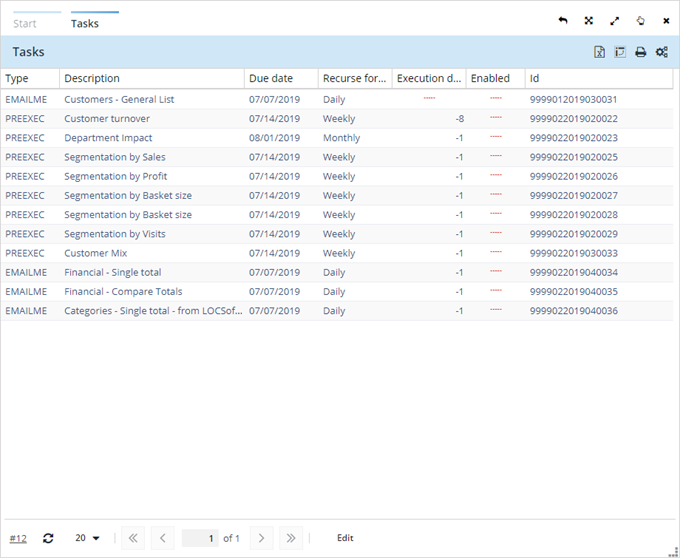 Start Tasks
Tasks
Type Description Due date Recurse for... Execution d... Enabled Id
EMAILME Customers - General List 07/07/2019 Daily ----- ----- 9999012019030031
PREEXEC Customer turnover 07/14/2019 Weekly -8 ----- 9999022019020022
PREEXEC Department Impact 08/01/2019 Monthly -1 ----- 9999022019020023
PREEXEC Segmentation by Sales 07/14/2019 Weekly -1 ----- 9999022019020025
PREEXEC Segmentation by Profit 07/14/2019 Weekly -1 ----- 9999022019020026
PREEXEC Segmentation by Basket size 07/14/2019 Weekly -1 ----- 9999022019020027
PREEXEC Segmentation by Basket size 07/14/2019 Weekly -1 ----- 9999022019020028
PREEXEC Segmentation by Visits 07/14/2019 Weekly -1 ----- 9999022019020029
PREEXEC Customer Mix 07/14/2019 Weekly -1 ----- 9999022019030033
EMAILME Financial - Single total 07/07/2019 Daily -1 ----- 9999022019040034
EMAILME Financial - Compare Totals 07/07/2019 Daily -1 ----- 9999022019040035
EMAILME Categories - Single total - from LOCSof... 07/07/2019 Daily -1 ----- 9999022019040036
#12 20 1 of 1 Edit